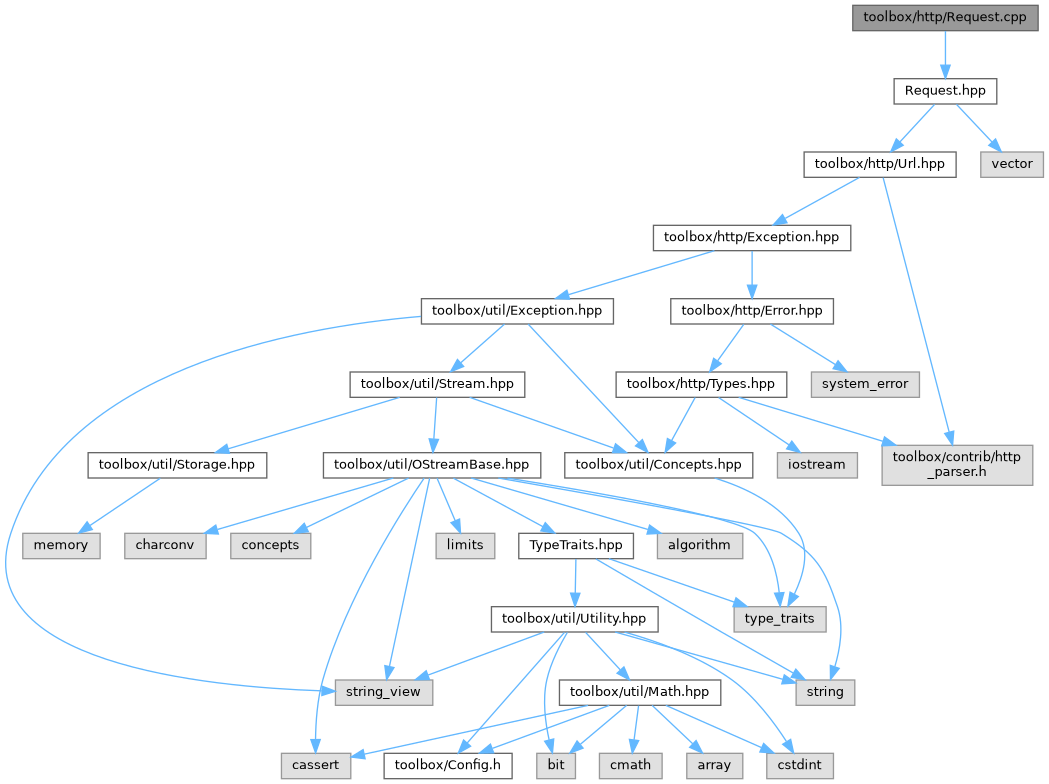 toolbox/http/Request.cpp
Request.hpp
toolbox/http/Url.hpp
vector
toolbox/http/Exception.hpp
toolbox/util/Exception.hpp
toolbox/http/Error.hpp
toolbox/util/Stream.hpp
toolbox/http/Types.hpp
system_error
toolbox/util/Storage.hpp
toolbox/util/OStreamBase.hpp
toolbox/util/Concepts.hpp
iostream
toolbox/contrib/http
_parser.h
memory
charconv
concepts
limits
TypeTraits.hpp
algorithm
toolbox/util/Utility.hpp
type_traits
string_view
toolbox/util/Math.hpp
string
cassert
toolbox/Config.h
bit
cmath
array
cstdint